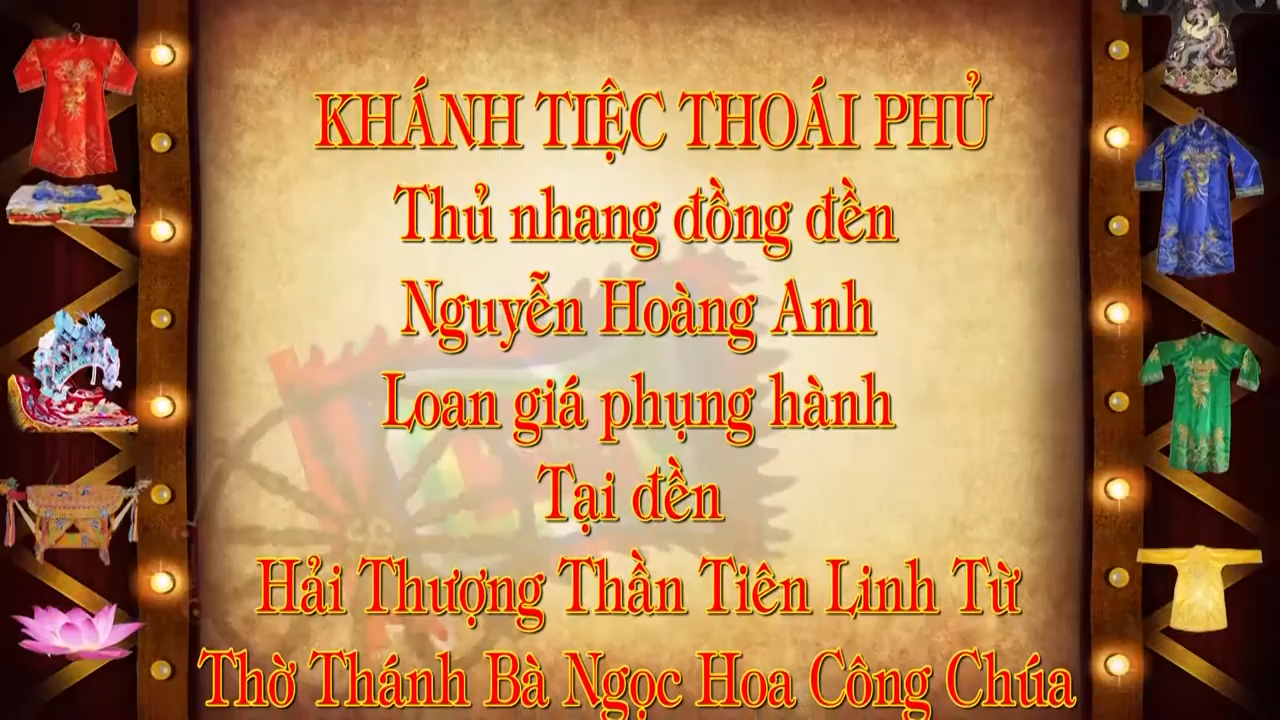 KHÁNH TIỆC THOÁI PHỦ
Thủ nhang đồng đền
Nguyễn Hoàng Anh
Loan giá phụng hành
Tại đền
Hải Thượng Thần Tiên Linh Từ
Thờ Thánh Bà Ngọc Hoa Công Chúa